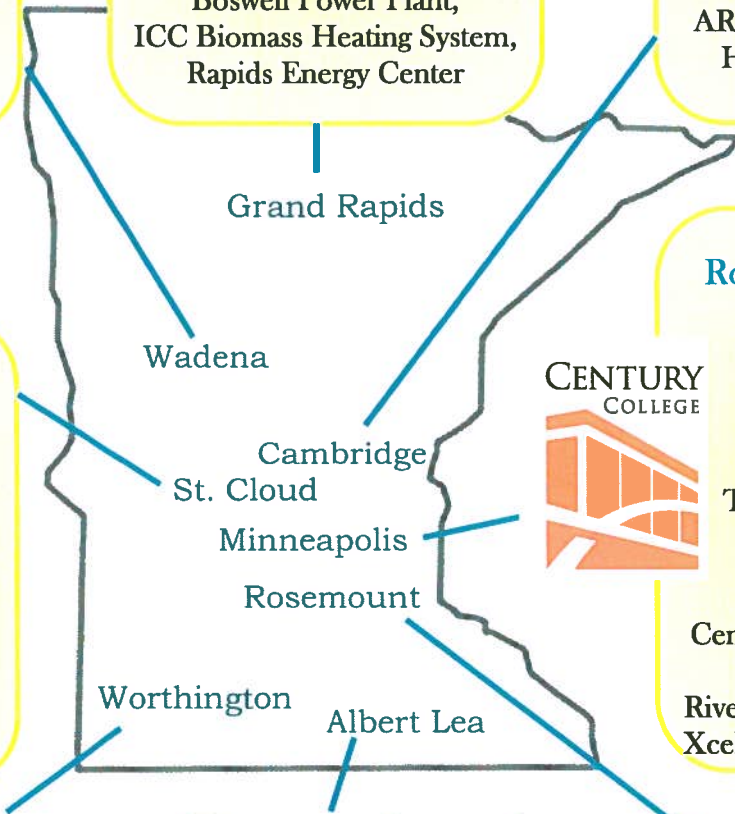 Boswell Power Plant,
ICC Biomass Heating System,
Rapids Energy Center
Grand Rapids
Wadena
CENTURY
COLLEGE
Cambridge
St. Cloud
Minneapolis
Rosemount
Worthington
Albert Lea